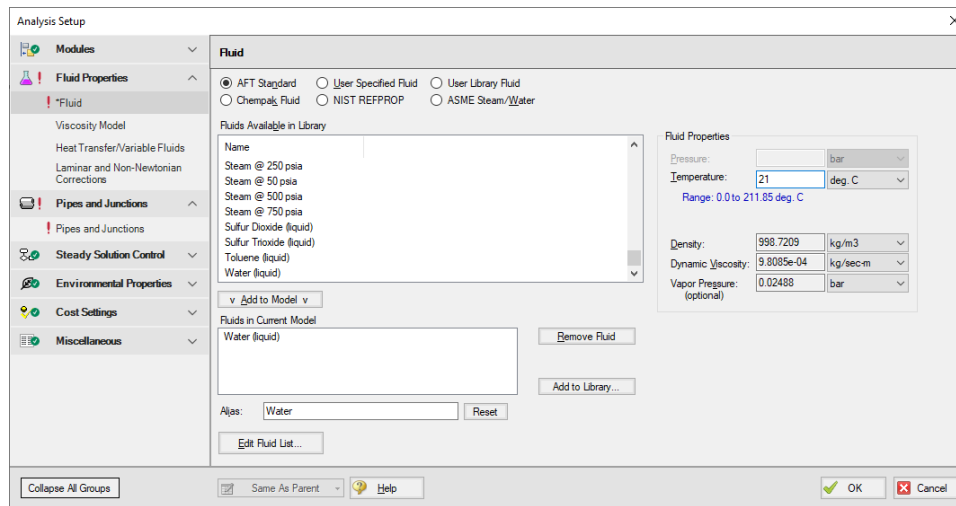 Analysis Setup
Modules
Fluid Properties
*Fluid
Viscosity Model
Heat Transfer/Variable Fluids
Laminar and Non-Newtonian
Corrections
Pipes and Junctions
Pipes and Junctions
Steady Solution Control
Environmental Properties
Cost Settings
Miscellaneous
Collapse All Groups
Fluid
AFT Standard User Specified Fluid User Library Fluid
Chempak Fluid NIST REFPROP ASME Steam/Water
Fluids Available in Library
Name
Steam @ 250 psia
Steam @ 50 psia
Steam @ 500 psia
Steam @ 750 psia
Sulfur Dioxide (liquid)
Sulfur Trioxide (liquid)
Toluene (liquid)
Water (liquid)
v Add to Model v
Fluids in Current Model
Water (liquid)
Remove Fluid
Add to Library...
Alias: Water Reset
Edit Fluid List...
Fluid Properties
Pressure: bar
Temperature: 21 deg. C
Range: 0.0 to 211.85 deg. C
Density: 998.7209 kg/m3
Dynamic Viscosity: 9.8085e-04 kg/sec-m
Vapor Pressure: 0.02488 bar
(optional)
Same As Parent Help OK Cancel